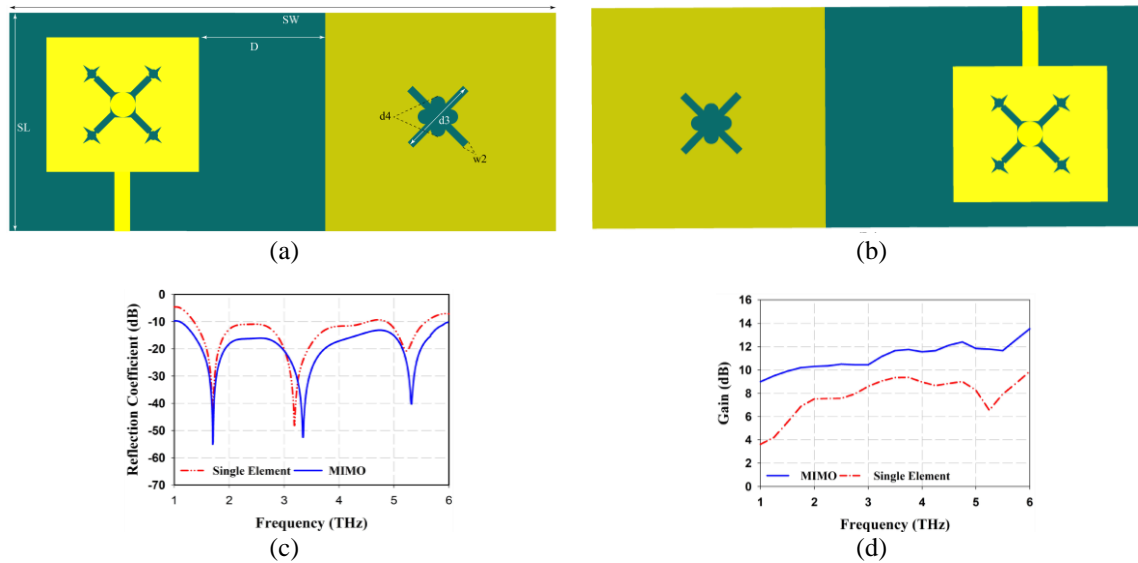 SW
D
SL
d4
d3
w2
(a)
(b)
Reflection Coefficient (dB)
0
-10
-20
-30
-40
-50
-60
-70
Single Element
MIMO
1 2 3 4 5 6
Frequency (THz)
(c)
Gain (dB)
16
14
12
10
8
6
4
2
0
MIMO
Single Element
1 2 3 4 5 6
Frequency (THz)
(d)